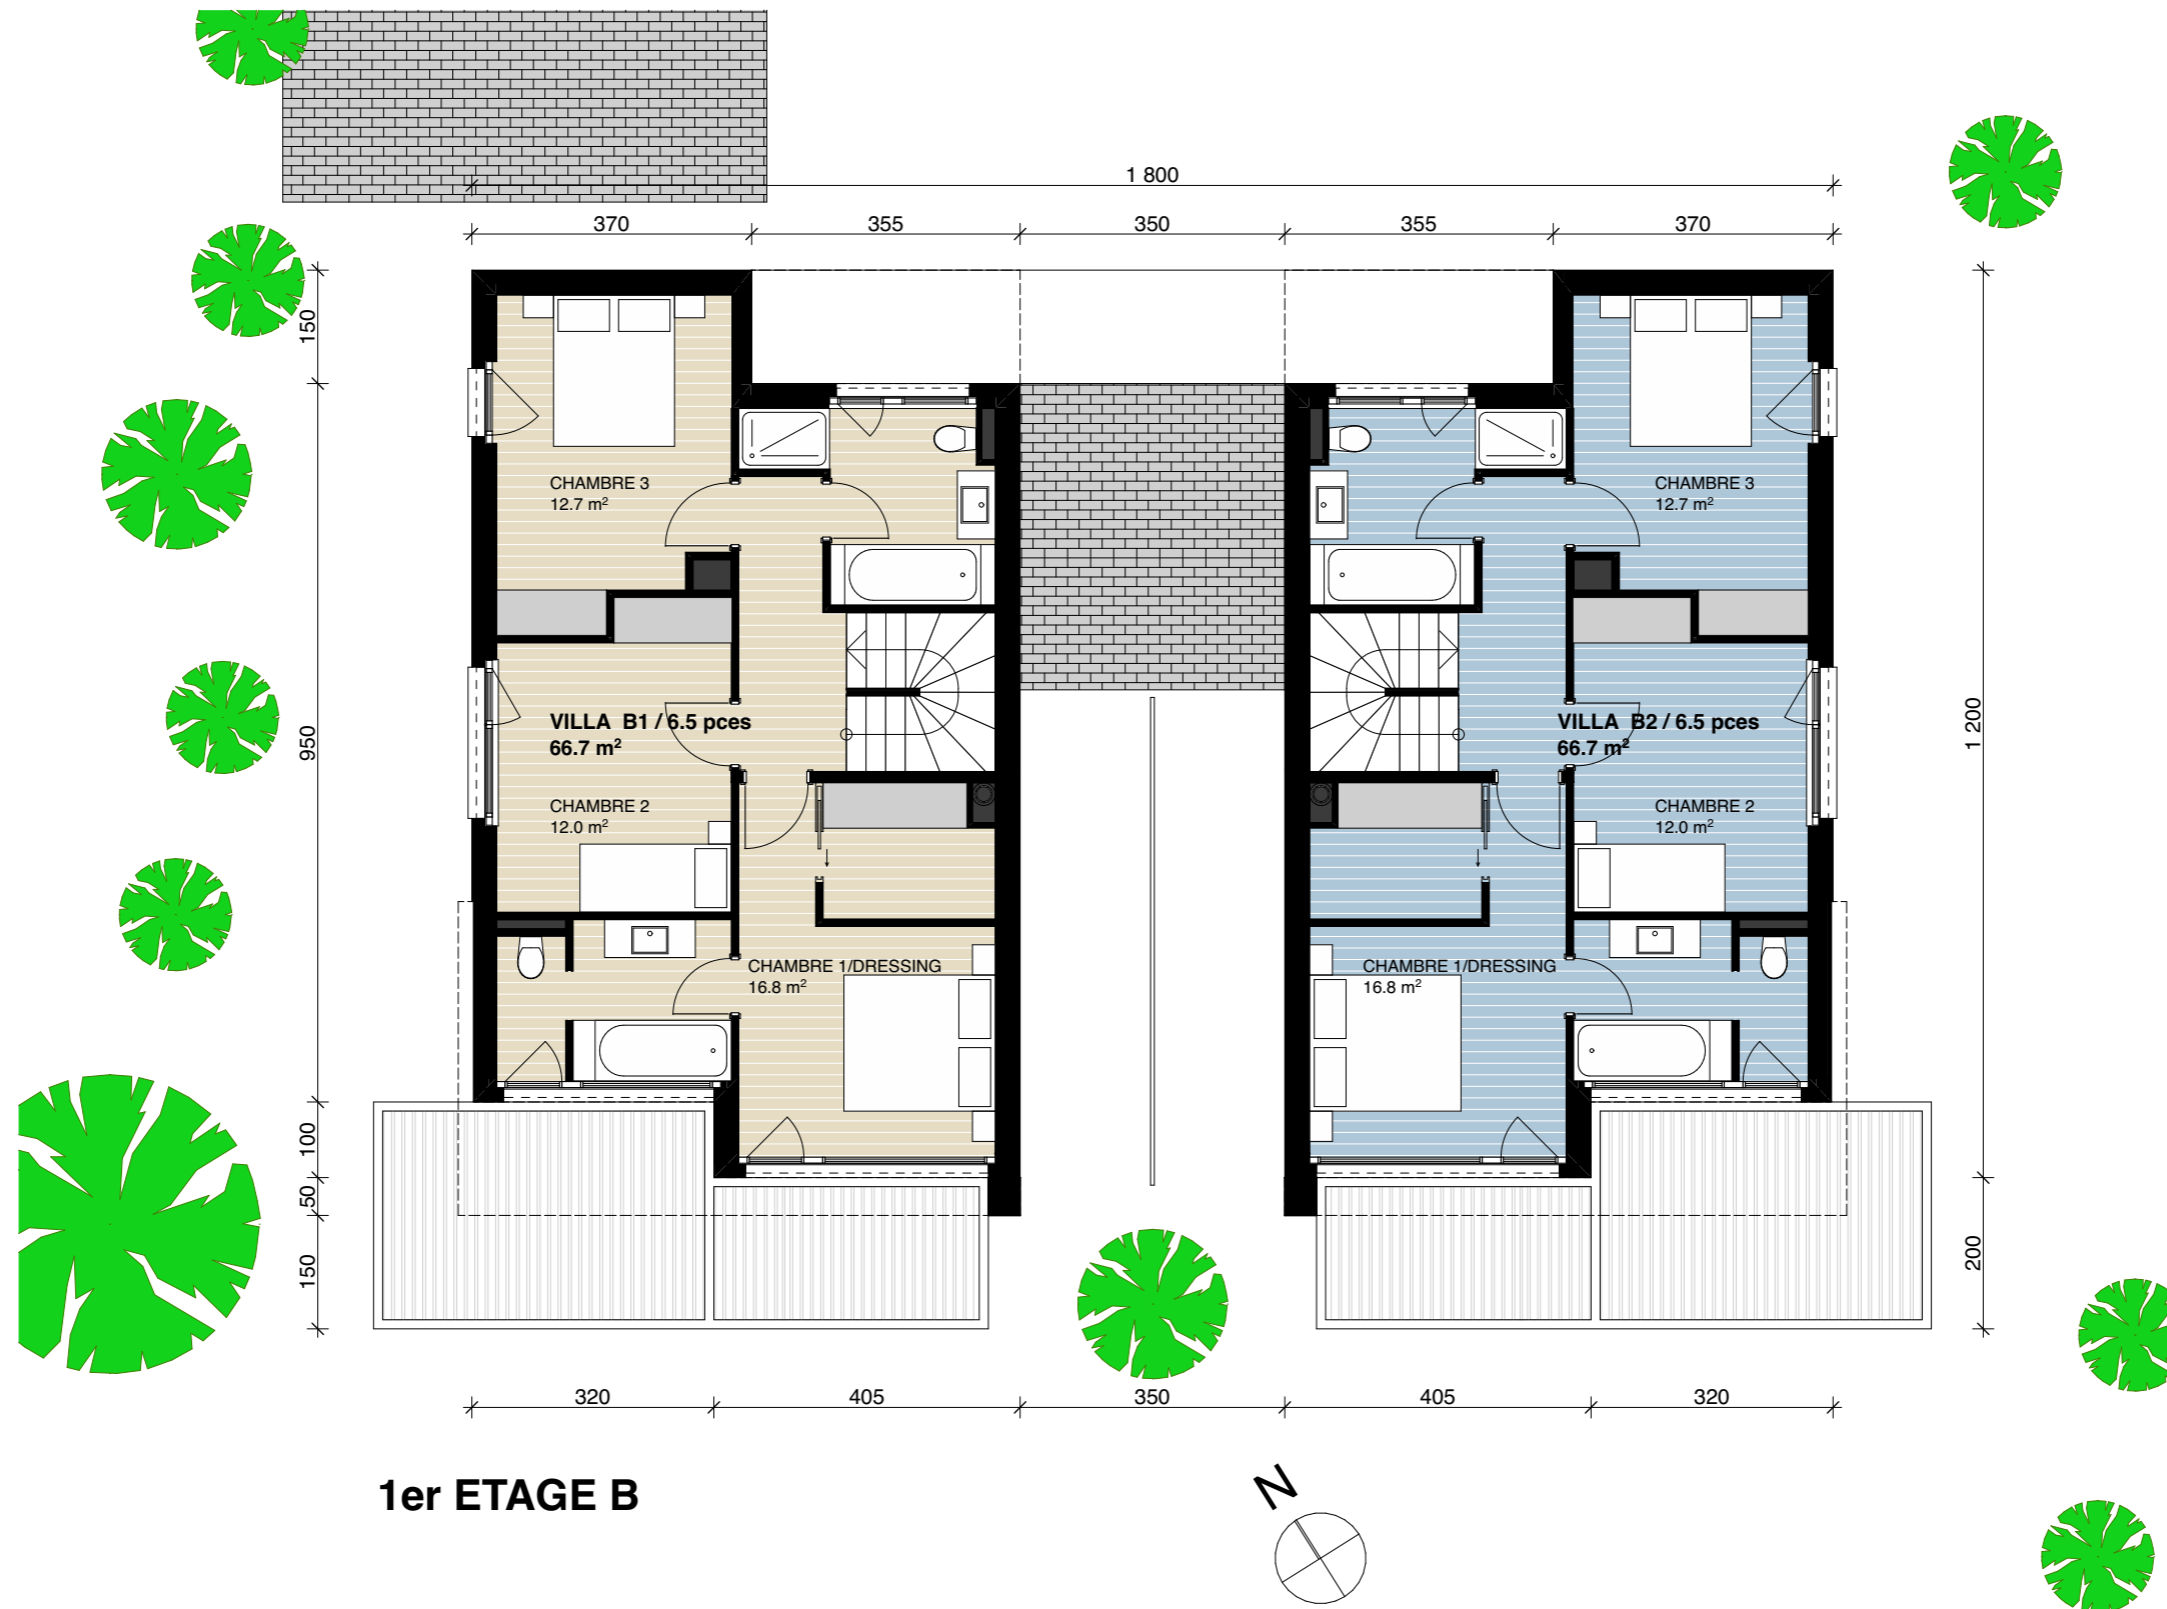 1 800
370 355 350 355 370
150
CHAMBRE 3
12.7 m²
CHAMBRE 3
12.7 m²
950
VILLA B1 / 6.5 pces
66.7 m²
VILLA B2 / 6.5 pces
66.7 m²
1 200
CHAMBRE 2
12.0 m²
CHAMBRE 2
12.0 m²
CHAMBRE 1/DRESSING
16.8 m²
CHAMBRE 1/DRESSING
16.8 m²
100
50
150
200
320 405 350 405 320
1er ETAGE B
N